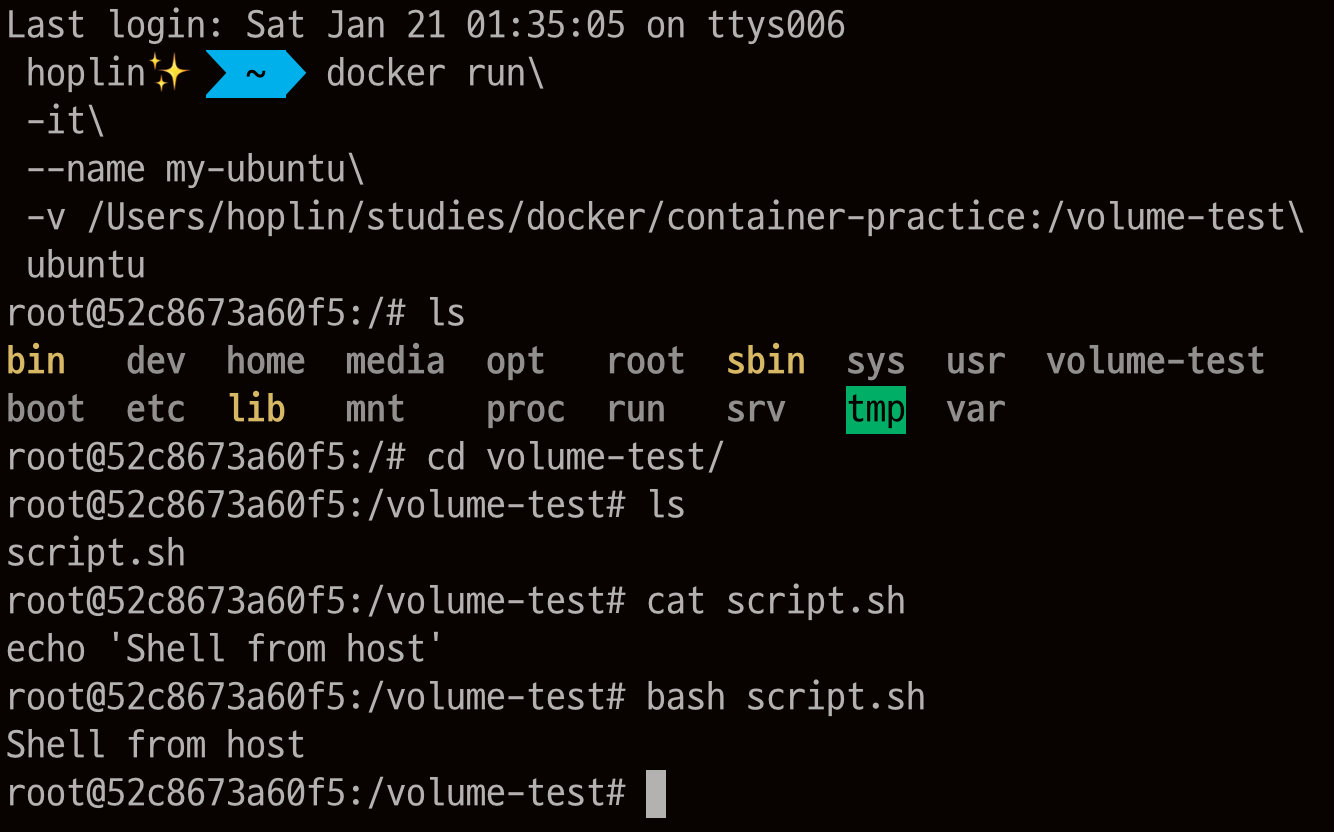 Last login: Sat Jan 21 01:35:05 on ttys006
hoplin✨ ~ docker run\
-it\
--name my-ubuntu\
-v /Users/hoplin/studies/docker/container-practice:/volume-test\
ubuntu
root@52c8673a60f5:/# ls
bin dev home media opt root sbin sys usr volume-test
boot etc lib mnt proc run srv tmp var
root@52c8673a60f5:/# cd volume-test/
root@52c8673a60f5:/volume-test# ls
script.sh
root@52c8673a60f5:/volume-test# cat script.sh
echo 'Shell from host'
root@52c8673a60f5:/volume-test# bash script.sh
Shell from host
root@52c8673a60f5:/volume-test#